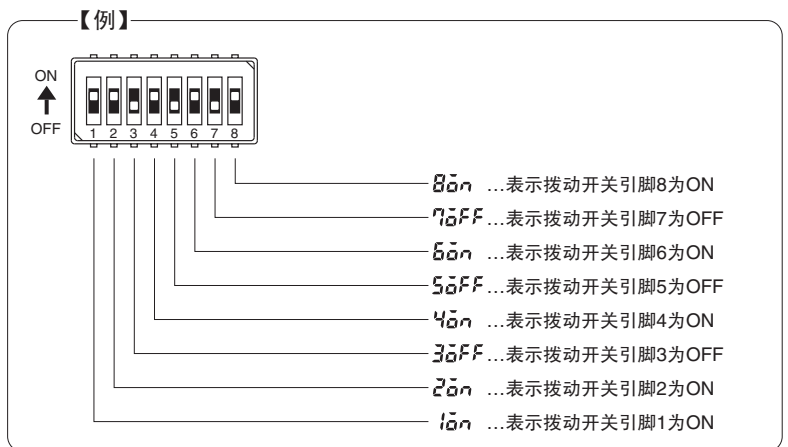 【例】
ON
OFF
1 2 3 4 5 6 7 8
8on …表示拨动开关引脚8为ON
7oFF…表示拨动开关引脚7为OFF
6on …表示拨动开关引脚6为ON
5oFF…表示拨动开关引脚5为OFF
4on …表示拨动开关引脚4为ON
3oFF…表示拨动开关引脚3为OFF
2on …表示拨动开关引脚2为ON
1on …表示拨动开关引脚1为ON